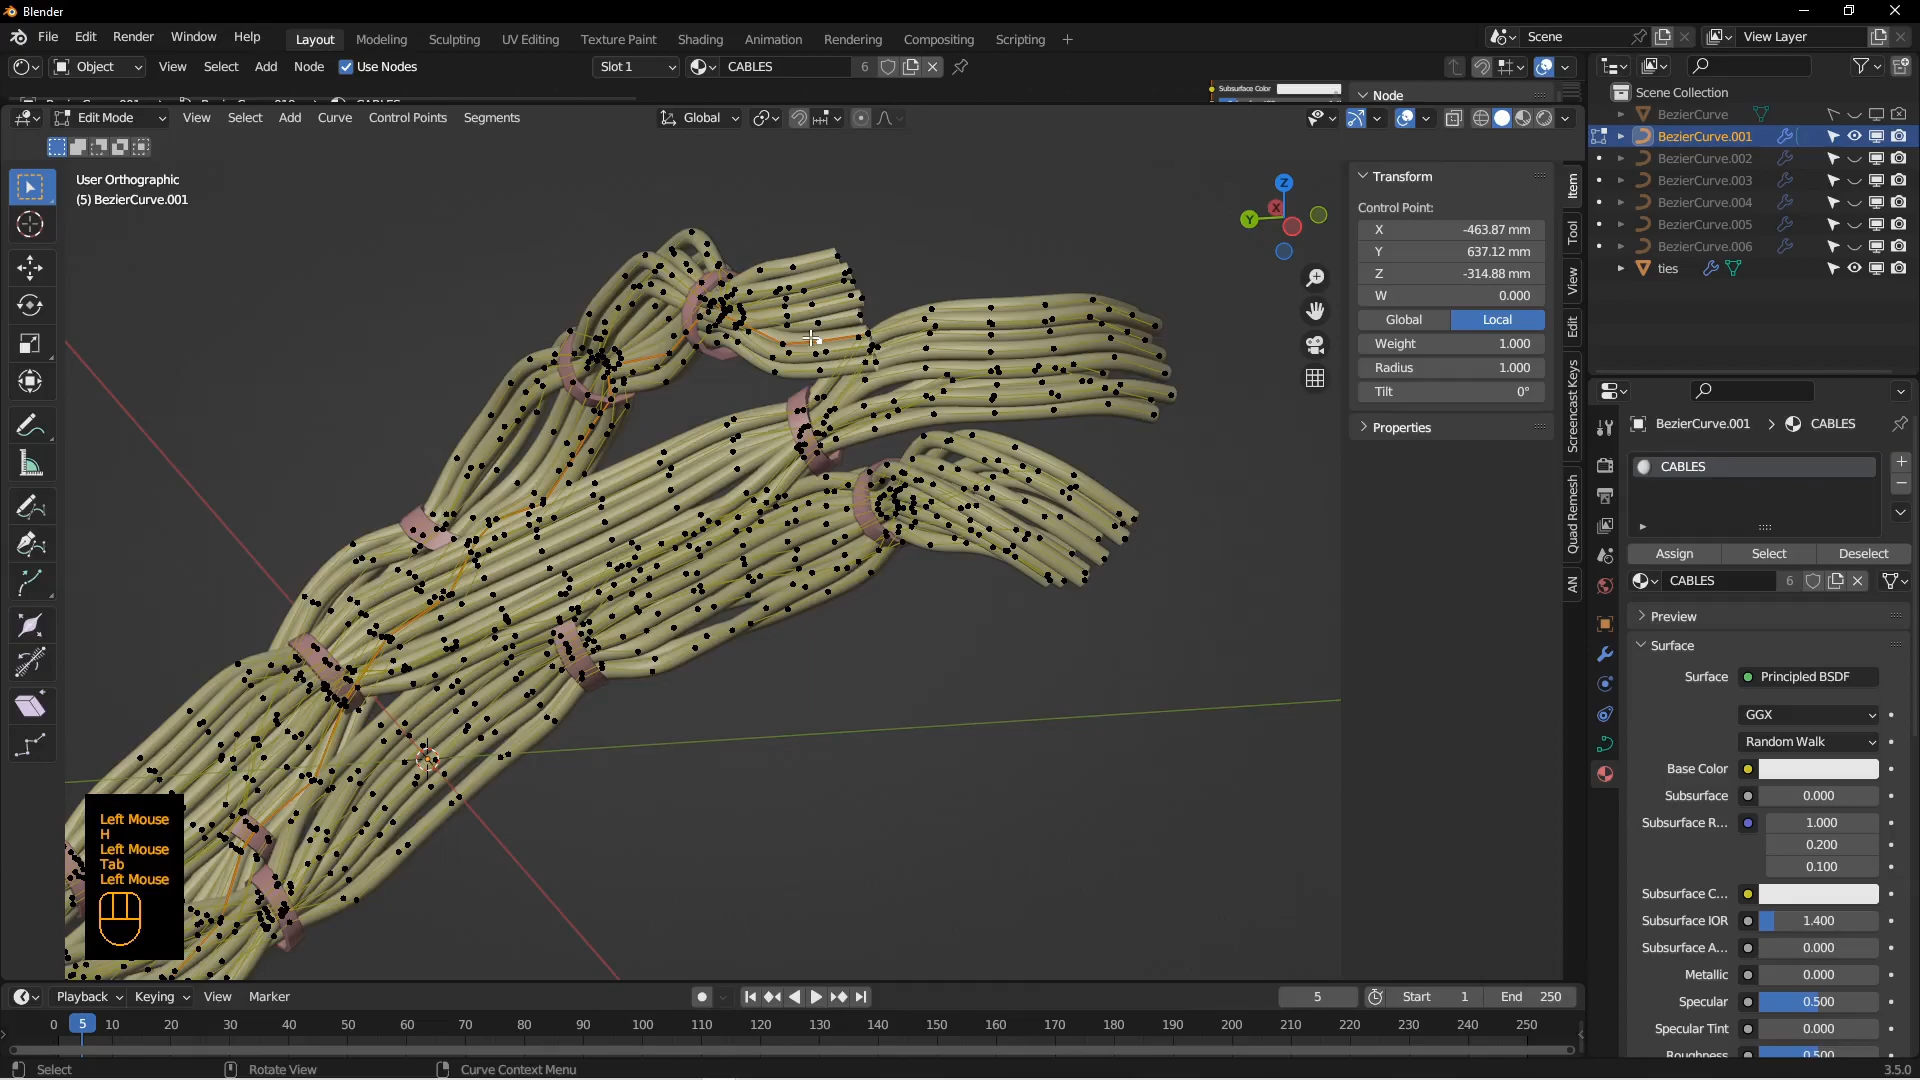 Blender
File Edit Render Window Help
Layout Modeling Sculpting UV Editing Texture Paint Shading Animation Rendering Compositing Scripting +
Scene
View Layer
Object View Select Add Node Use Nodes
Slot 1
CABLES 6
Subsurface Color
Node
Edit Mode View Select Add Curve Control Points Segments
Global
User Orthographic
(5) BezierCurve.001
Z
Y
X
Transform
Control Point:
X -463.87 mm
Y 637.12 mm
Z -314.88 mm
W 0.000
Global Local
Weight 1.000
Radius 1.000
Tilt 0°
Properties
Item
Tool
View
Edit
Screencast Keys
Quad Remesh
AN
Scene Collection
BezierCurve
BezierCurve.001
BezierCurve.002
BezierCurve.003
BezierCurve.004
BezierCurve.005
BezierCurve.006
ties
BezierCurve.001 > CABLES
CABLES
Assign Select Deselect
CABLES 6
Preview
Surface
Surface Principled BSDF
GGX
Random Walk
Base Color
Subsurface 0.000
Subsurface R... 1.000
0.200
0.100
Subsurface C...
Subsurface IOR 1.400
Subsurface A... 0.000
Metallic 0.000
Specular 0.500
Specular Tint 0.000
Roughness 0.500
Left Mouse
H
Left Mouse
Tab
Left Mouse
Playback Keying View Marker
5
Start 1
End 250
0 5 10 20 30 40 50 60 70 80 90 100 110 120 130 140 150 160 170 180 190 200 210 220 230 240 250
Select Rotate View Curve Context Menu
3.5.0